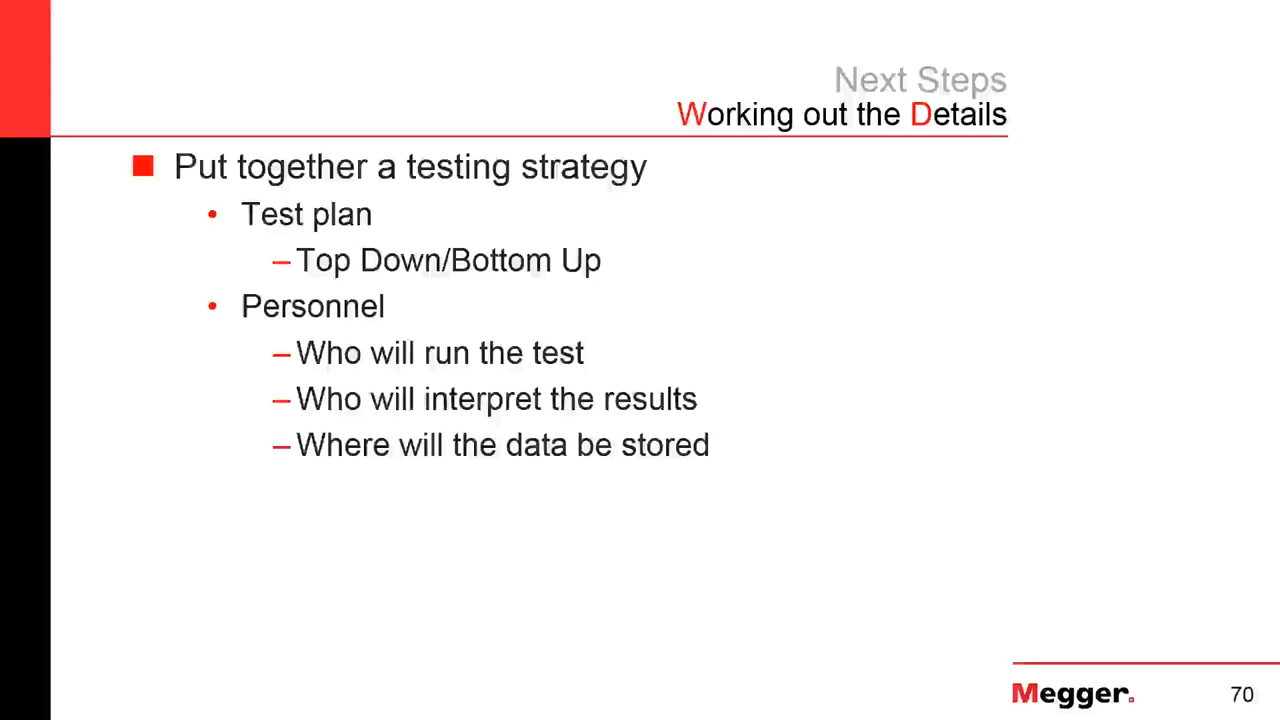 Next Steps
Working out the Details
Put together a testing strategy
• Test plan
– Top Down/Bottom Up
• Personnel
– Who will run the test
– Who will interpret the results
– Where will the data be stored
Megger.
70